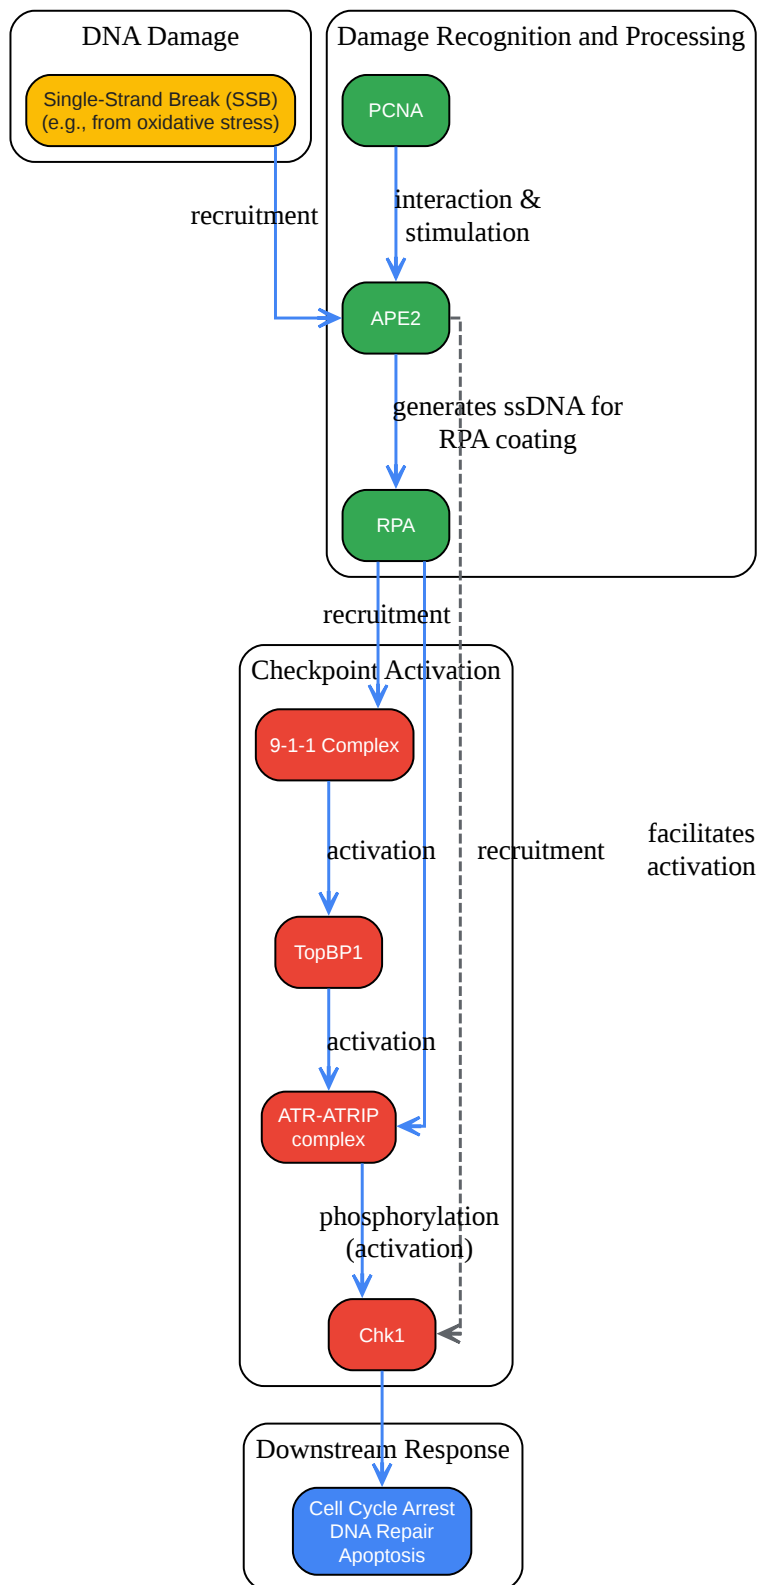 DNA Damage
Single-Strand Break (SSB)
(e.g., from oxidative stress)
Damage Recognition and Processing
PCNA
recruitment
interaction &
stimulation
APE2
generates ssDNA for
RPA coating
RPA
recruitment
Checkpoint Activation
9-1-1 Complex
activation
recruitment
facilitates
activation
TopBP1
activation
ATR-ATRIP
complex
phosphorylation
(activation)
Chk1
Downstream Response
Cell Cycle Arrest
DNA Repair
Apoptosis